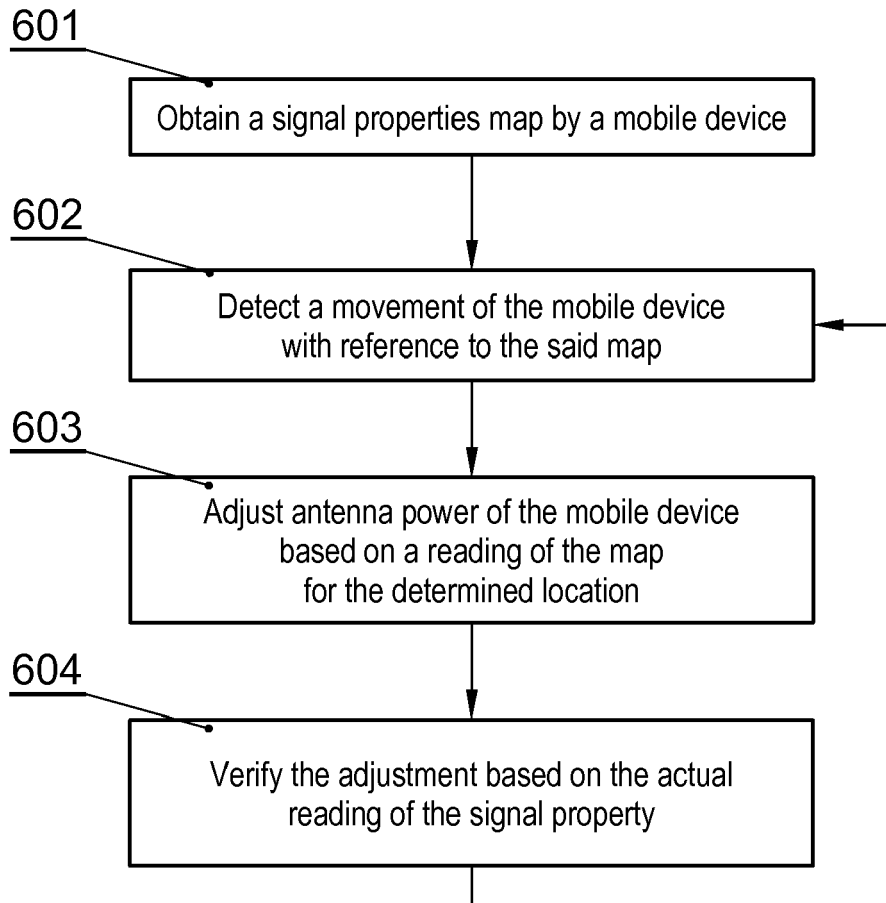 601
Obtain a signal properties map by a mobile device
602
Detect a movement of the mobile device
with reference to the said map
603
Adjust antenna power of the mobile device
based on a reading of the map
for the determined location
604
Verify the adjustment based on the actual
reading of the signal property